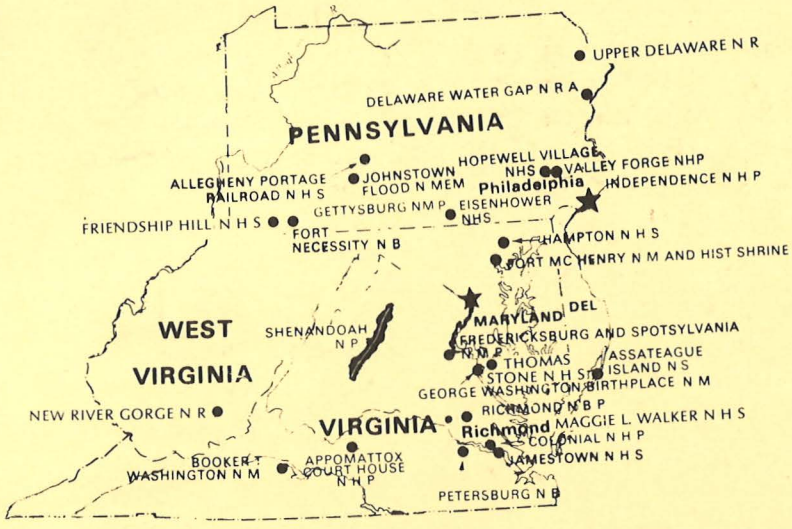 UPPER DELAWARE N R
DELAWARE WATER GAP N R A
PENNSYLVANIA
HOPEWELL VILLAGE
NHS
VALLEY FORGE NHP
ALLEGHENY PORTAGE
RAILROAD N H S
JOHNSTOWN
FLOOD N MEM
Philadelphia
INDEPENDENCE N H P
GETTYSBURG NM P
EISENHOWER
NHS
FRIENDSHIP HILL N H S
FORT
NECESSITY N B
HAMPTON N H S
FORT MC HENRY N M AND HIST SHRINE
MARYLAND
DEL
WEST
VIRGINIA
SHENANDOAH
N P
FREDERICKSBURG AND SPOTSYLVANIA
N M P
THOMAS
STONE N H S
ASSATEAGUE
ISLAND N S
GEORGE WASHINGTON BIRTHPLACE N M
NEW RIVER GORGE N R
VIRGINIA
RICHMOND N B P
Richmond
MAGGIE L. WALKER N H S
COLONIAL N H P
JAMESTOWN N H S
BOOKER T
WASHINGTON N M
APPOMATTOX
COURT HOUSE
N H P
PETERSBURG N B